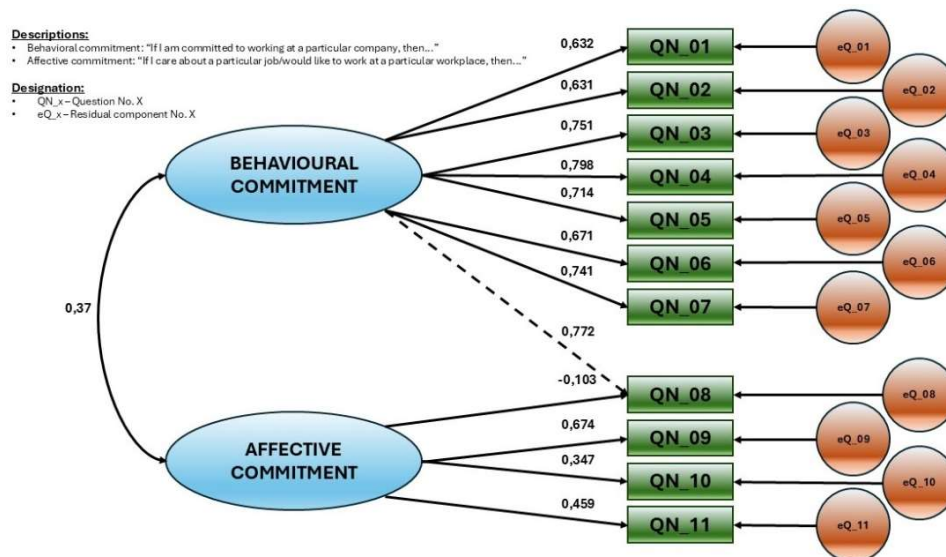 Descriptions:
• Behavioral commitment: “If I am committed to working at a particular company, then...”
• Affective commitment: “If I care about a particular job/would like to work at a particular workplace, then...”
Designation:
• QN_x – Question No. X
• eQ_x – Residual component No. X
BEHAVIOURAL
COMMITMENT
0,632
QN_01
eQ_01
0,631
QN_02
eQ_02
0,751
QN_03
eQ_03
0,798
QN_04
eQ_04
0,714
QN_05
eQ_05
0,671
QN_06
eQ_06
0,741
QN_07
eQ_07
0,37
0,772
-0,103
QN_08
eQ_08
AFFECTIVE
COMMITMENT
0,674
QN_09
eQ_09
0,347
QN_10
eQ_10
0,459
QN_11
eQ_11